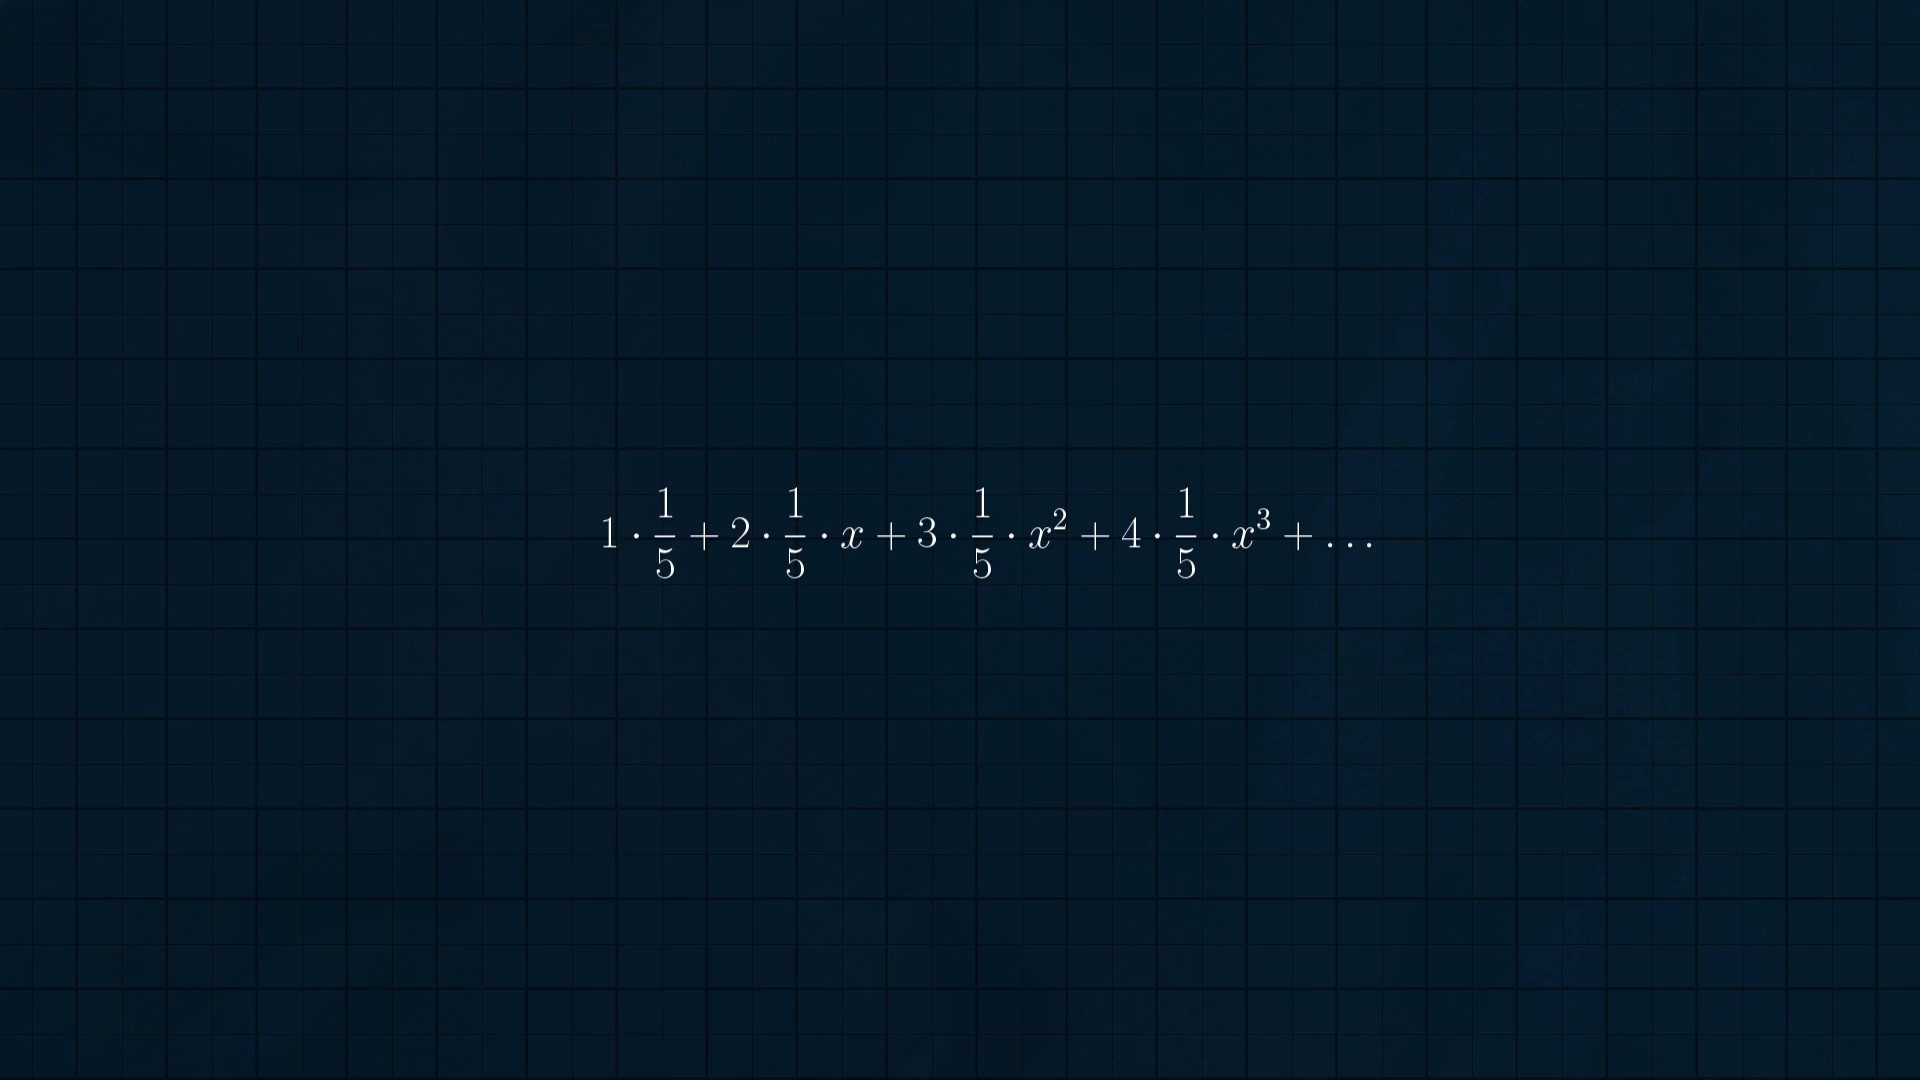 1 · 1/5 + 2 · 1/5 · x + 3 · 1/5 · x² + 4 · 1/5 · x³ + ...